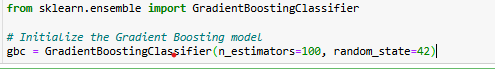 from sklearn.ensemble import GradientBoostingClassifier
# Initialize the Gradient Boosting model
gbc = GradientBoostingClassifier(n_estimators=100, random_state=42)